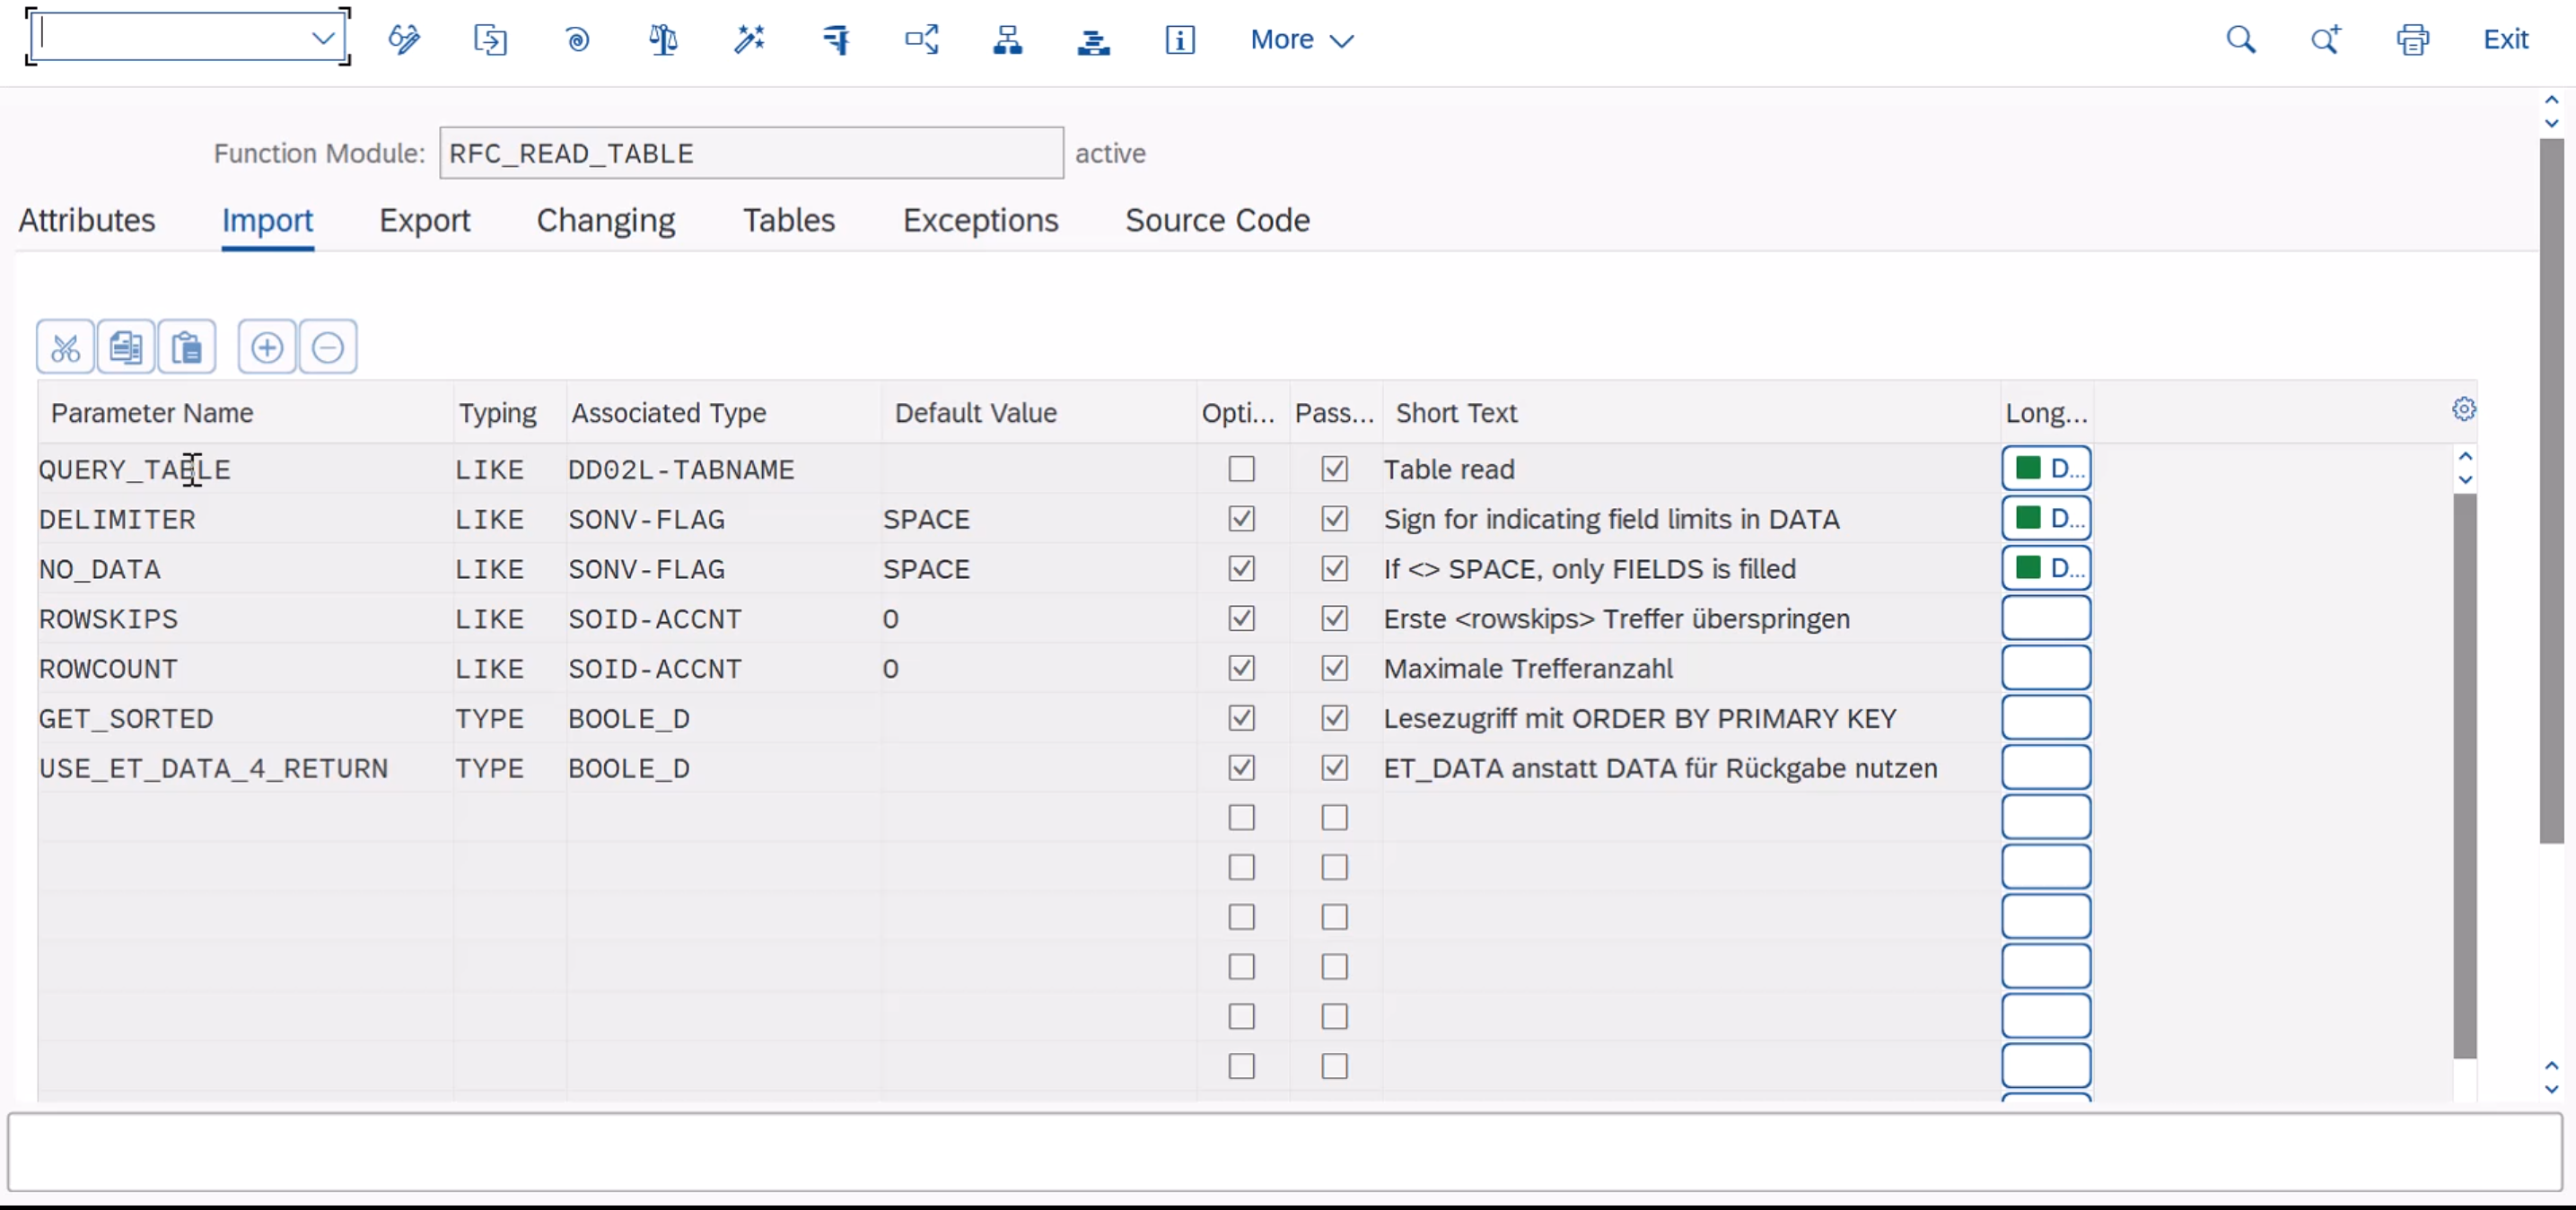 More Exit
Function Module: RFC_READ_TABLE active
Attributes Import Export Changing Tables Exceptions Source Code
Parameter Name Typing Associated Type Default Value Opti... Pass... Short Text Long...
QUERY_TABLE LIKE DD02L-TABNAME Table read D...
DELIMITER LIKE SONV-FLAG SPACE Sign for indicating field limits in DATA D...
NO_DATA LIKE SONV-FLAG SPACE If <> SPACE, only FIELDS is filled D...
ROWSKIPS LIKE SOID-ACCNT 0 Erste <rowskips> Treffer überspringen
ROWCOUNT LIKE SOID-ACCNT 0 Maximale Trefferanzahl
GET_SORTED TYPE BOOLE_D Lesezugriff mit ORDER BY PRIMARY KEY
USE_ET_DATA_4_RETURN TYPE BOOLE_D ET_DATA anstatt DATA für Rückgabe nutzen